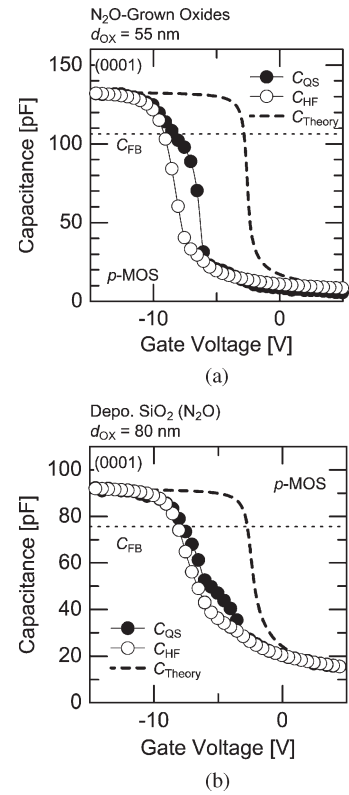 (a)
N₂O-Grown Oxides
dOX = 55 nm
150
(0001)
CQS
CHF
CTheory
100
CFB
50
p-MOS
0
-10
0
Capacitance [pF]
Gate Voltage [V]
(a)
Depo. SiO₂ (N₂O)
dOX = 80 nm
100
(0001)
p-MOS
80
CFB
60
40
CQS
CHF
20
CTheory
0
-10
0
Capacitance [pF]
Gate Voltage [V]
(b)